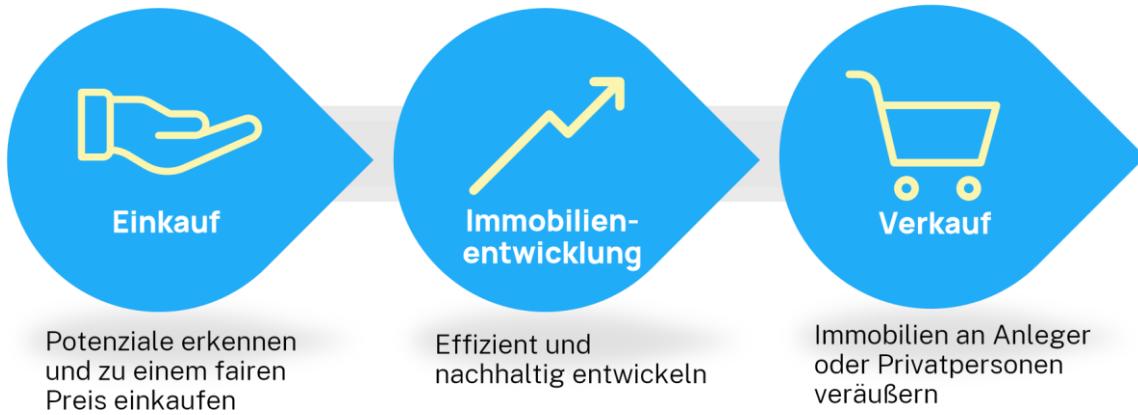 Einkauf
Potenziale erkennen
und zu einem fairen
Preis einkaufen
Immobilien-
entwicklung
Effizient und
nachhaltig entwickeln
Verkauf
Immobilien an Anleger
oder Privatpersonen
veräußern